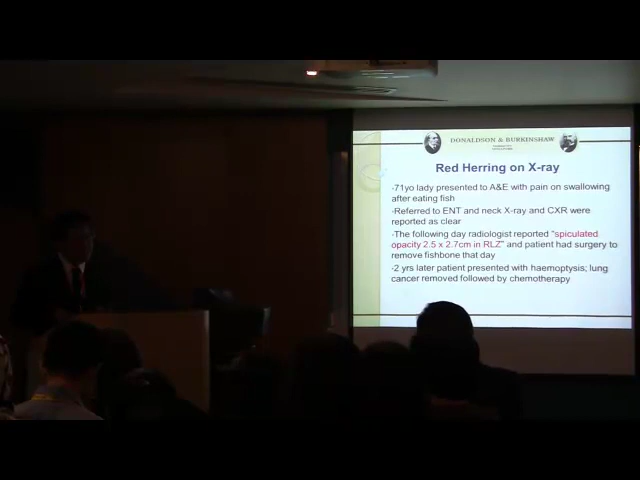 DONALDSON & BURKINSHAW
Red Herring on X-ray
-71yo lady presented to A&E with pain on swallowing
after eating fish
-Referred to ENT and neck X-ray and CXR were
reported as clear
-The following day radiologist reported "spiculated
opacity 2.5 x 2.7cm in RLZ" and patient had surgery to
remove fishbone that day
-2 yrs later patient presented with haemoptysis; lung
cancer removed followed by chemotherapy